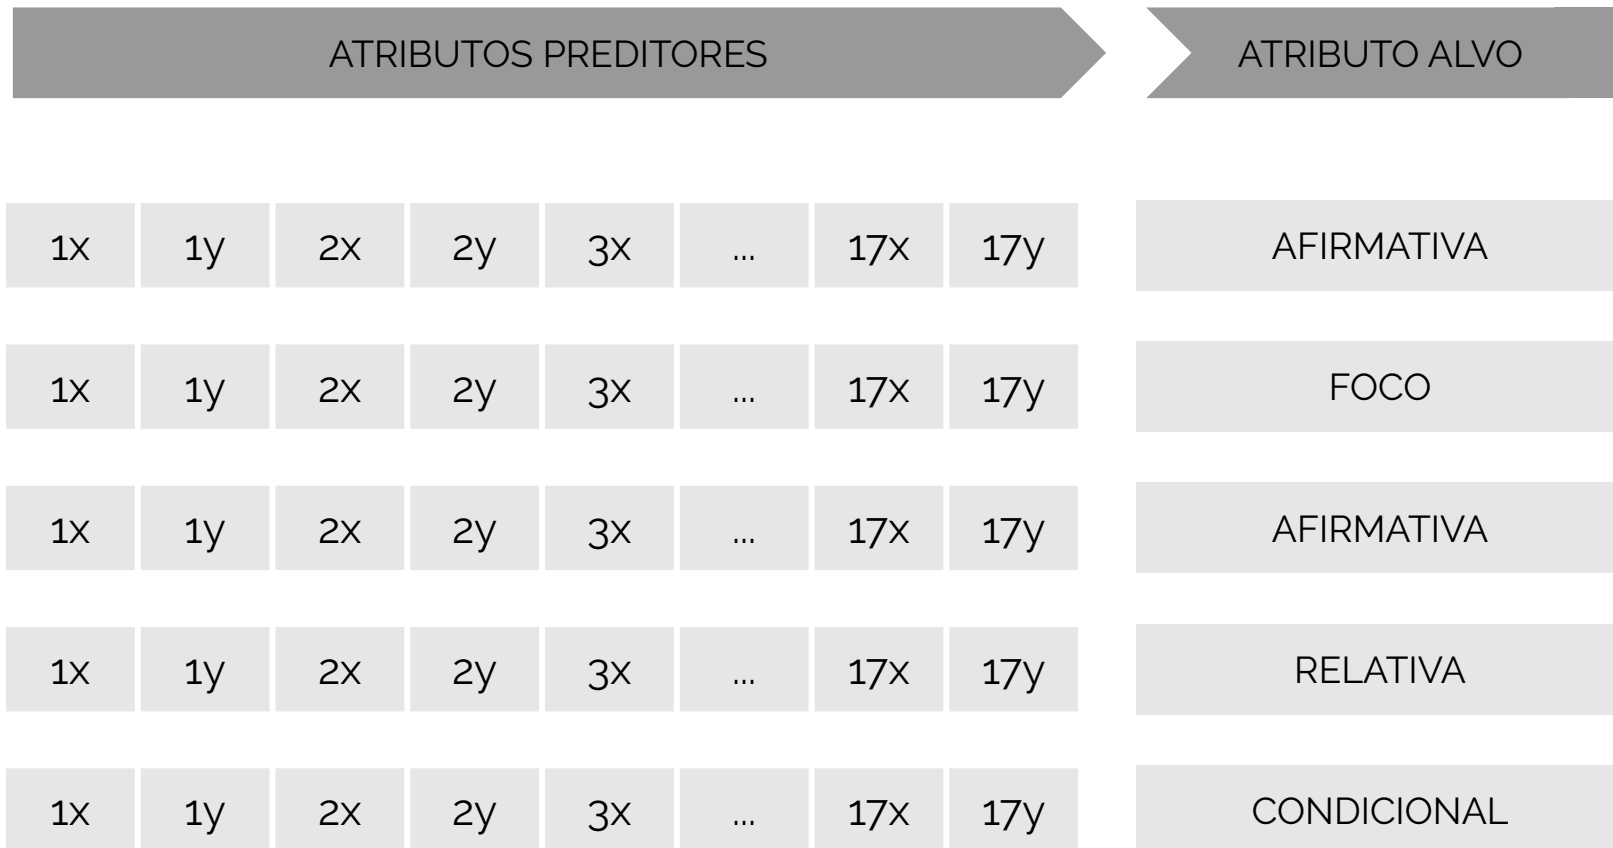 ATRIBUTOS PREDITORES ATRIBUTO ALVO
1x 1y 2x 2y 3x ... 17x 17y AFIRMATIVA
1x 1y 2x 2y 3x ... 17x 17y FOCO
1x 1y 2x 2y 3x ... 17x 17y AFIRMATIVA
1x 1y 2x 2y 3x ... 17x 17y RELATIVA
1x 1y 2x 2y 3x ... 17x 17y CONDICIONAL